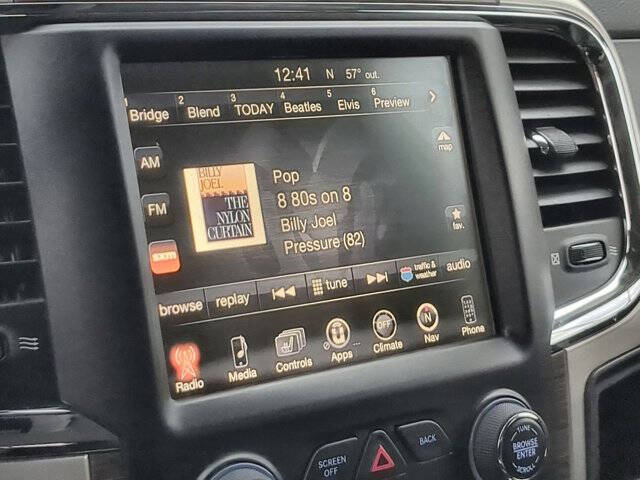 12:41 N 57° out.
1 Bridge 2 Blend 3 TODAY 4 Beatles 5 Elvis 6 Preview
AM
FM
sxm
BILLY
JOEL
THE
NYLON
CURTAIN
Pop
8 80s on 8
Billy Joel
Pressure (82)
map
fav.
browse replay tune traffic & weather audio
Radio Media Controls Apps Climate Nav Phone
OFF
N
SCREEN
OFF
BACK
TUNE
BROWSE
ENTER
SCROLL